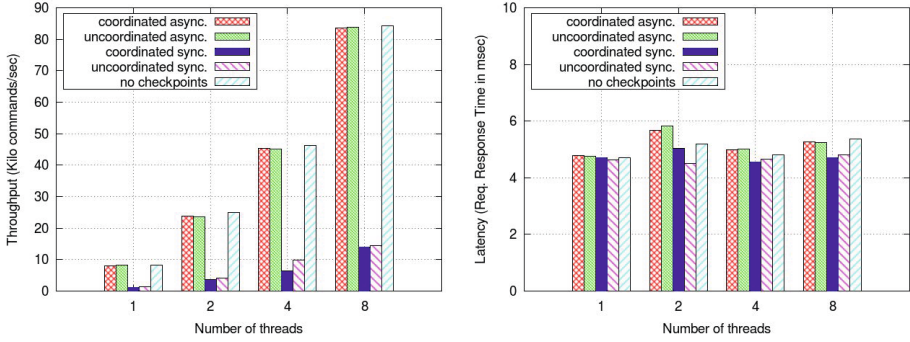 90
80
70
60
50
40
30
20
10
0
Throughput (Kilo commands/sec)
coordinated async.
uncoordinated async.
coordinated sync.
uncoordinated sync.
no checkpoints
1 2 4 8
Number of threads
10
8
6
4
2
0
Latency (Req. Response Time in msec)
coordinated async.
uncoordinated async.
coordinated sync.
uncoordinated sync.
no checkpoints
1 2 4 8
Number of threads